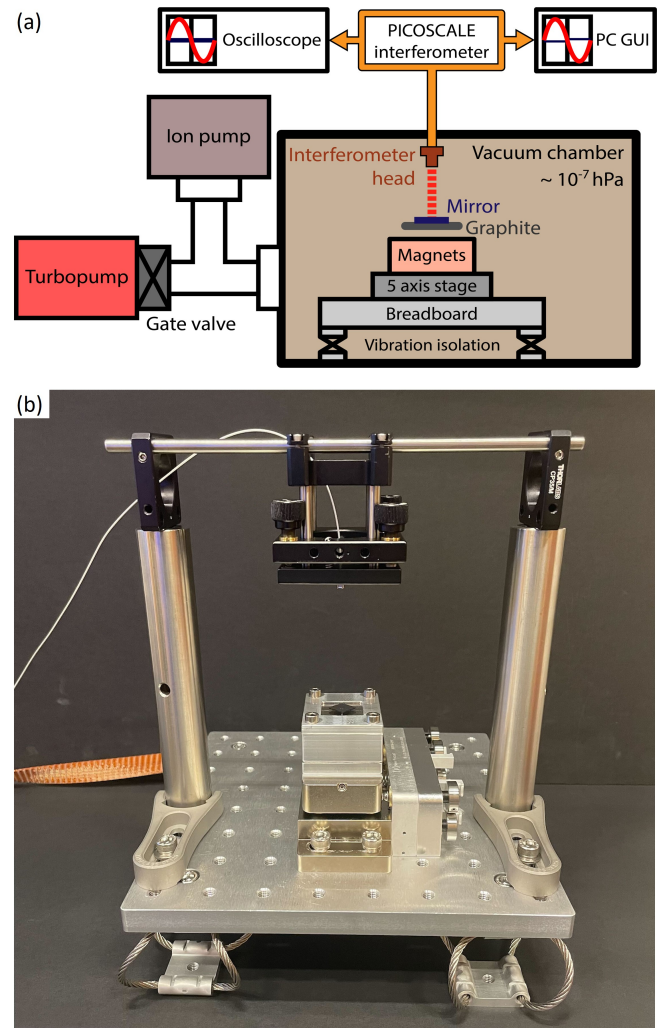 (a)
Oscilloscope
PICOSCALE
interferometer
PC GUI
Ion pump
Interferometer
head
Vacuum chamber
~ 10⁻⁷ hPa
Mirror
Graphite
Turbopump
Magnets
5 axis stage
Gate valve
Breadboard
Vibration isolation
(b)
THORLABS
CP35/M